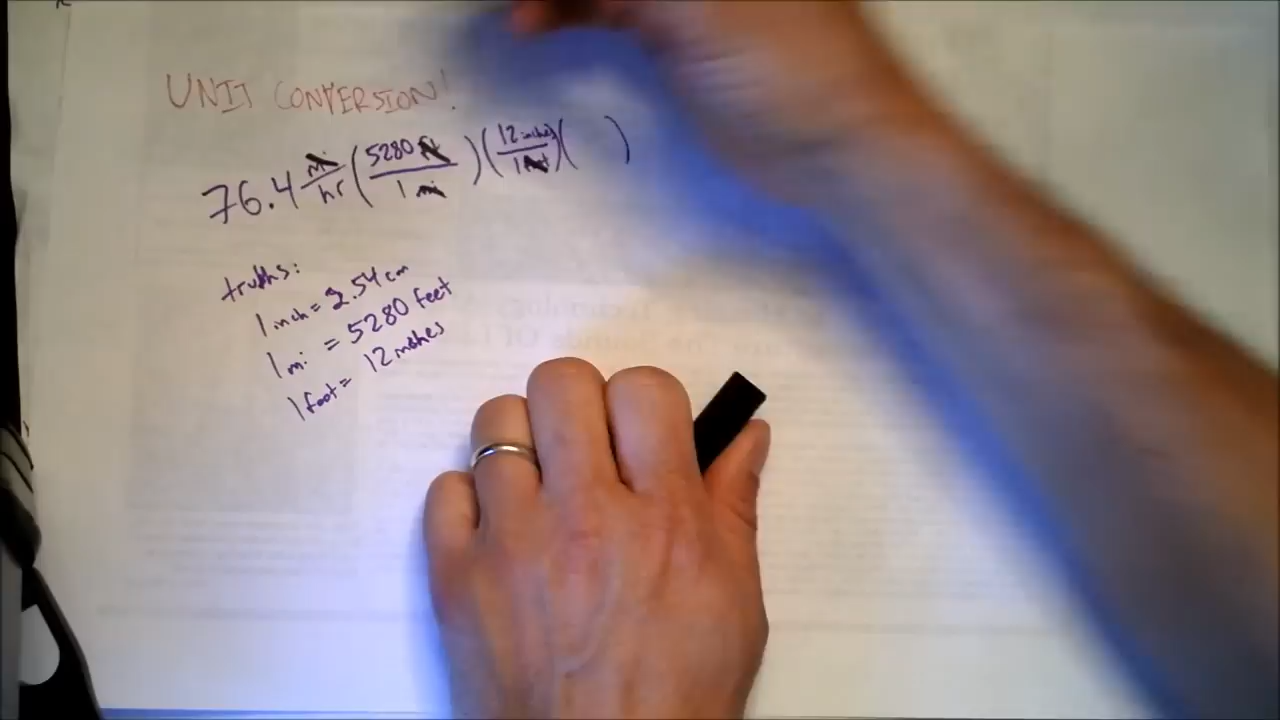 UNIT CONVERSION!
76.4 mi/hr (5280 ft/1 mi)(12 inches/1 foot)( )
truths:
1 inch = 2.54 cm
1 mi = 5280 feet
1 foot = 12 inches